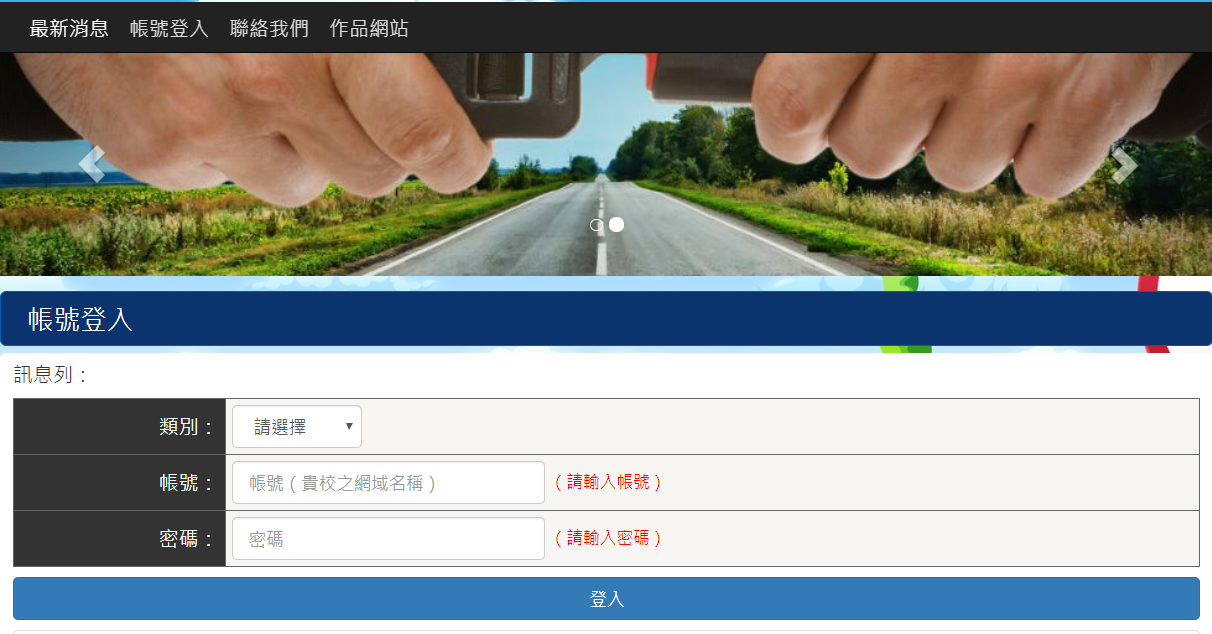 最新消息 帳號登入 聯絡我們 作品網站
帳號登入
訊息列：
類別： 請選擇
帳號： 帳號（貴校之網域名稱） （請輸入帳號）
密碼： 密碼 （請輸入密碼）
登入